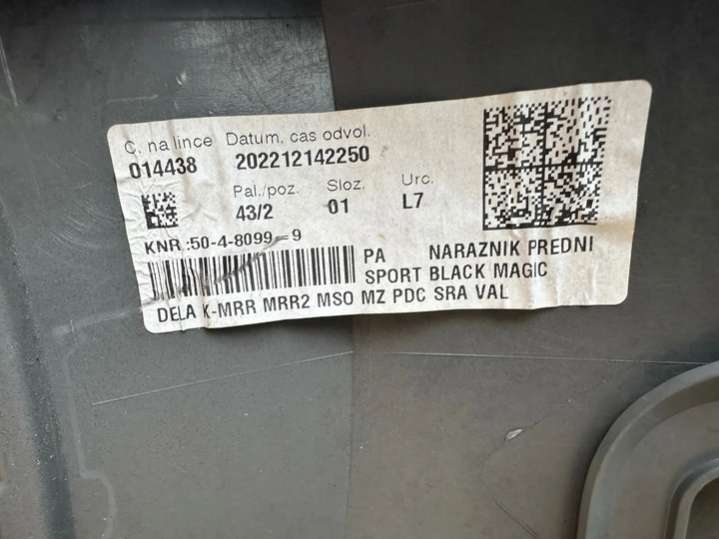 C. na lince Datum, cas odvol.
014438 202212142250
Pal./poz. Sloz. Urc.
43/2 01 L7
KNR :50-4-8099-9
PA NARAZNIK PREDNI
SPORT BLACK MAGIC
DELA K-MRR MRR2 MSO MZ PDC SRA VAL